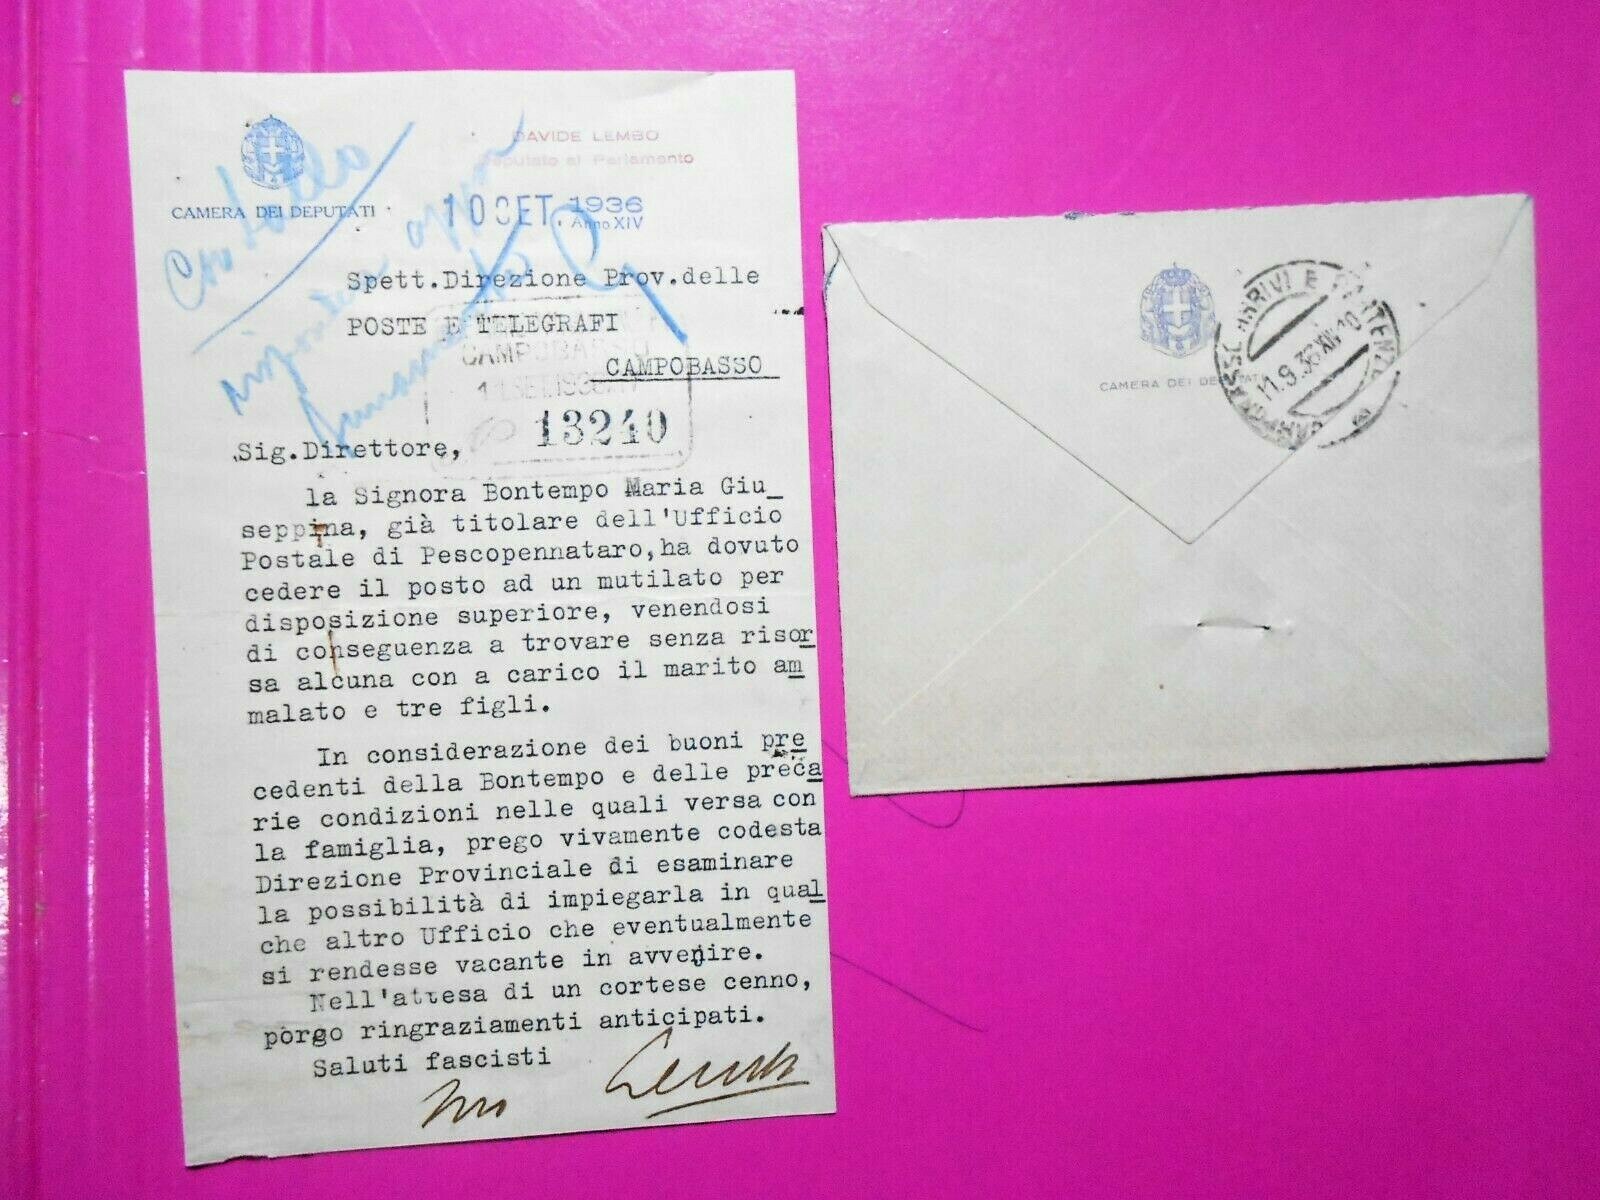 DAVIDE LEMBO
Deputato al Parlamento
CAMERA DEI DEPUTATI
10 SET. 1936
Anno XIV
Spett.Direzione Prov.delle
POSTE E TELEGRAFI
CAMPOBASSO
CAMPOBASSO
13240
Sig.Direttore,
la Signora Bontempo Maria Giu_
seppina, già titolare dell'Ufficio
Postale di Pescopennataro,ha dovuto
cedere il posto ad un mutilato per
disposizione superiore, venendosi
di conseguenza a trovare senza risor
sa alcuna con a carico il marito am
malato e tre figli.
In considerazione dei buoni pre
cedenti della Bontempo e delle preca
rie condizioni nelle quali versa con
la famiglia, prego vivamente codesta
Direzione Provinciale di esaminare
la possibilità di impiegarla in qual
che altro Ufficio che eventualmente
si rendesse vacante in avvenire.
Nell'attesa di un cortese cenno,
porgo ringraziamenti anticipati.
Saluti fascisti
Lembo
CAMERA DEI DEPUTATI
CAMPOBASSO ARRIVI E PARTENZE
11.9.36 XIV 10